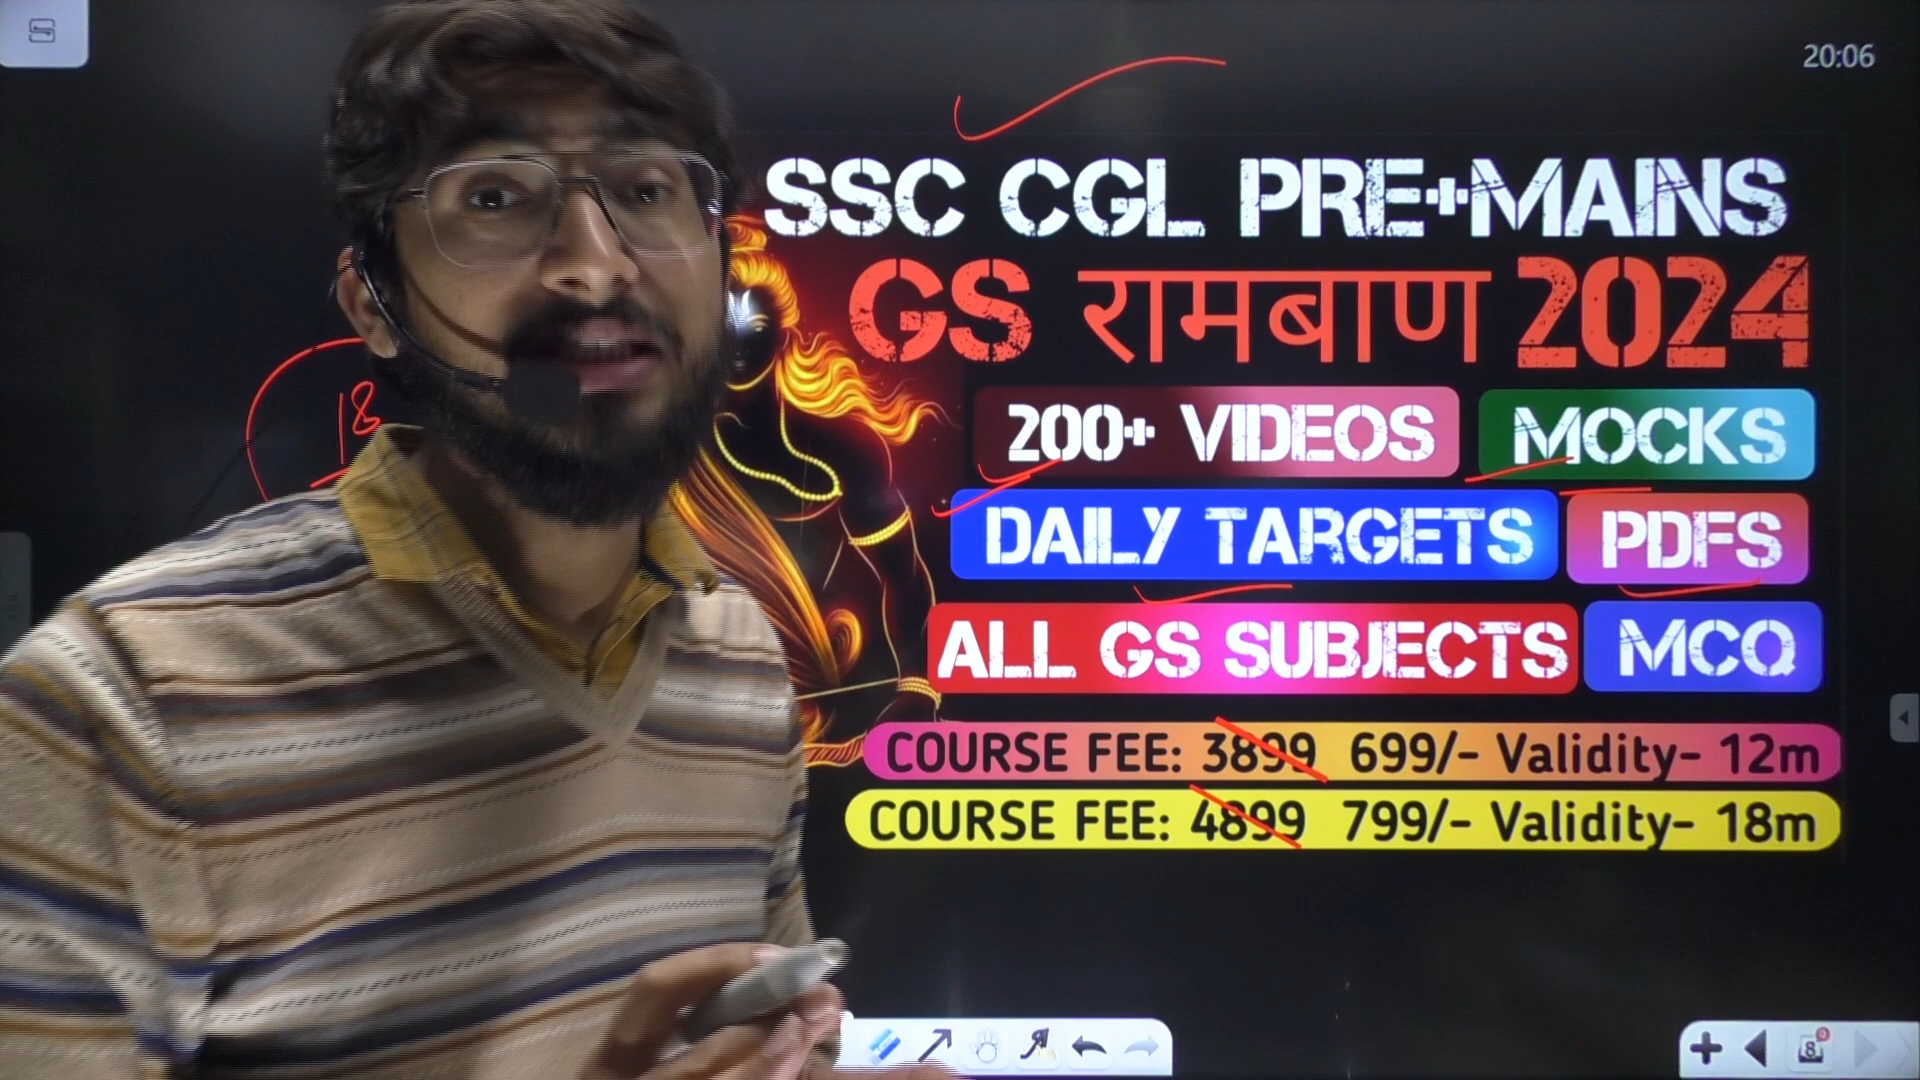 20:06
SSC CGL PRE+MAINS
GS रामबाण 2024
18
200+ VIDEOS MOCKS
DAILY TARGETS PDFS
ALL GS SUBJECTS MCQ
COURSE FEE: 3899 699/- Validity- 12m
COURSE FEE: 4899 799/- Validity- 18m
8